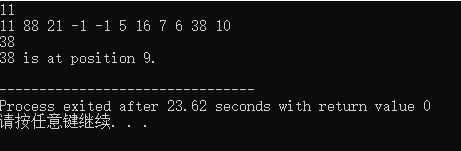 11
11 88 21 -1 -1 5 16 7 6 38 10
38
38 is at position 9.
--------------------------------
Process exited after 23.62 seconds with return value 0
请按任意键继续. . .